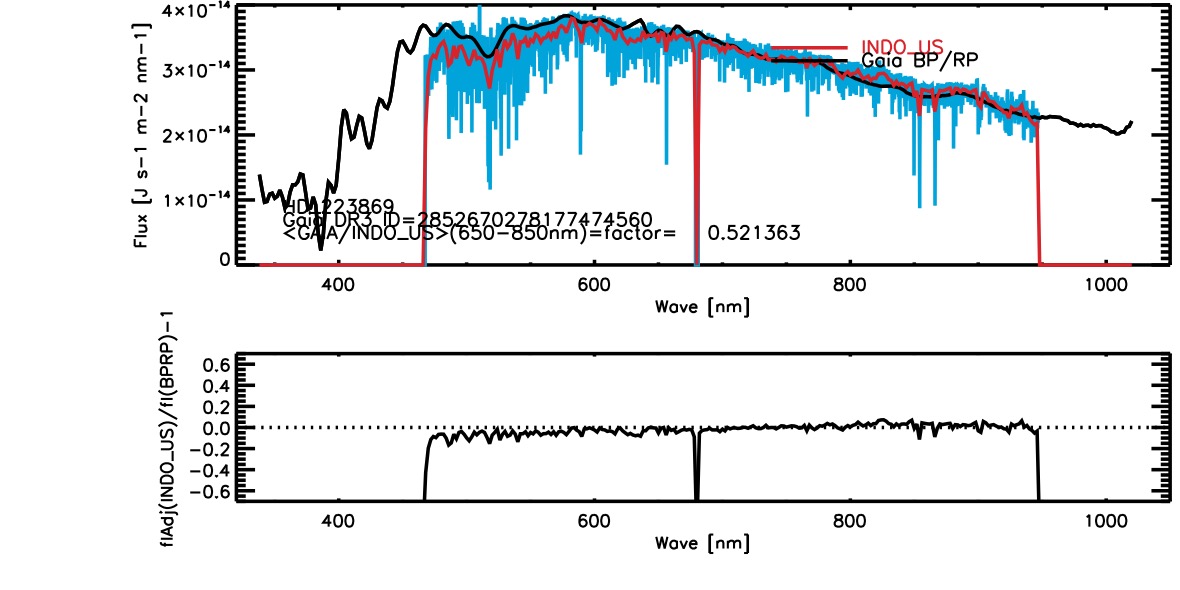 4×10⁻¹⁴
3×10⁻¹⁴
2×10⁻¹⁴
1×10⁻¹⁴
0
Flux [J s−1 m−2 nm−1]
INDO_US
Gaia BP/RP
HD 223869
Gaia DR3 ID=2852670278177474560
<GAIA/INDO_US>(650−850nm)=factor= 0.521363
400 600 800 1000
Wave [nm]
flAdj(INDO_US)/fl(BPRP)−1
0.6
0.4
0.2
0.0
−0.2
−0.4
−0.6
400 600 800 1000
Wave [nm]